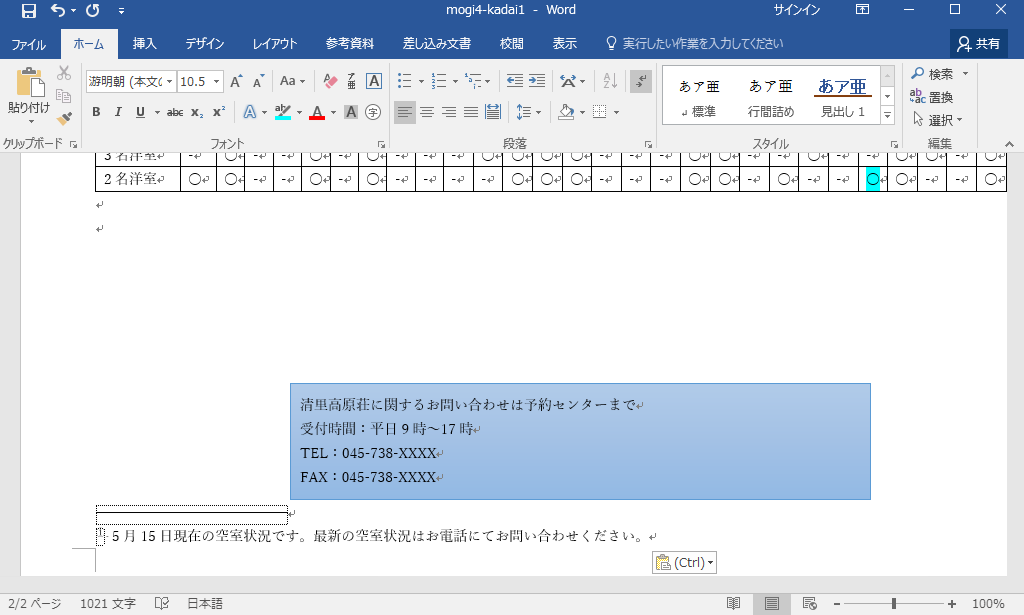 mogi4-kadai1 - Word
サインイン
ファイル ホーム 挿入 デザイン レイアウト 参考資料 差し込み文書 校閲 表示 実行したい作業を入力してください 共有
貼り付け
游明朝 (本文( 10.5 A A Aa A
B I U abc x₂ x² A A A 字
あア亜 あア亜 あア亜
標準 行間詰め 見出し 1
検索
置換
選択
クリップボード フォント 段落 スタイル 編集
3 名洋室
2 名洋室 ○ ○ - - ○ - ○ - - - - ○ ○ ○ - - - ○ ○ - ○ - - ○ ○ - - ○
清里高原荘に関するお問い合わせは予約センターまで
受付時間：平日 9 時～17 時
TEL：045-738-XXXX
FAX：045-738-XXXX
5 月 15 日現在の空室状況です。最新の空室状況はお電話にてお問い合わせください。
(Ctrl)
2/2 ページ 1021 文字 日本語 - + 100%